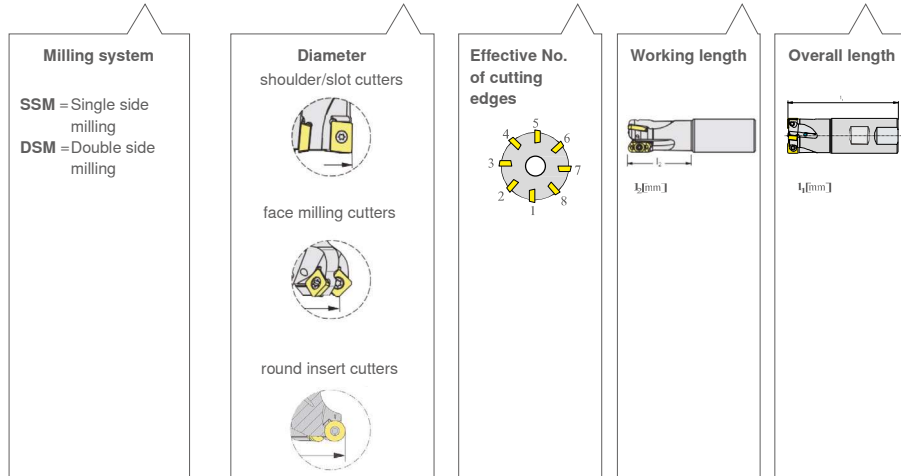 Milling system
SSM = Single side
milling
DSM = Double side
milling
Diameter
shoulder/slot cutters
face milling cutters
round insert cutters
Effective No.
of cutting
edges
5
4
6
3
7
2
8
1
Working length
l2
l2[mm]
Overall length
l1[mm]